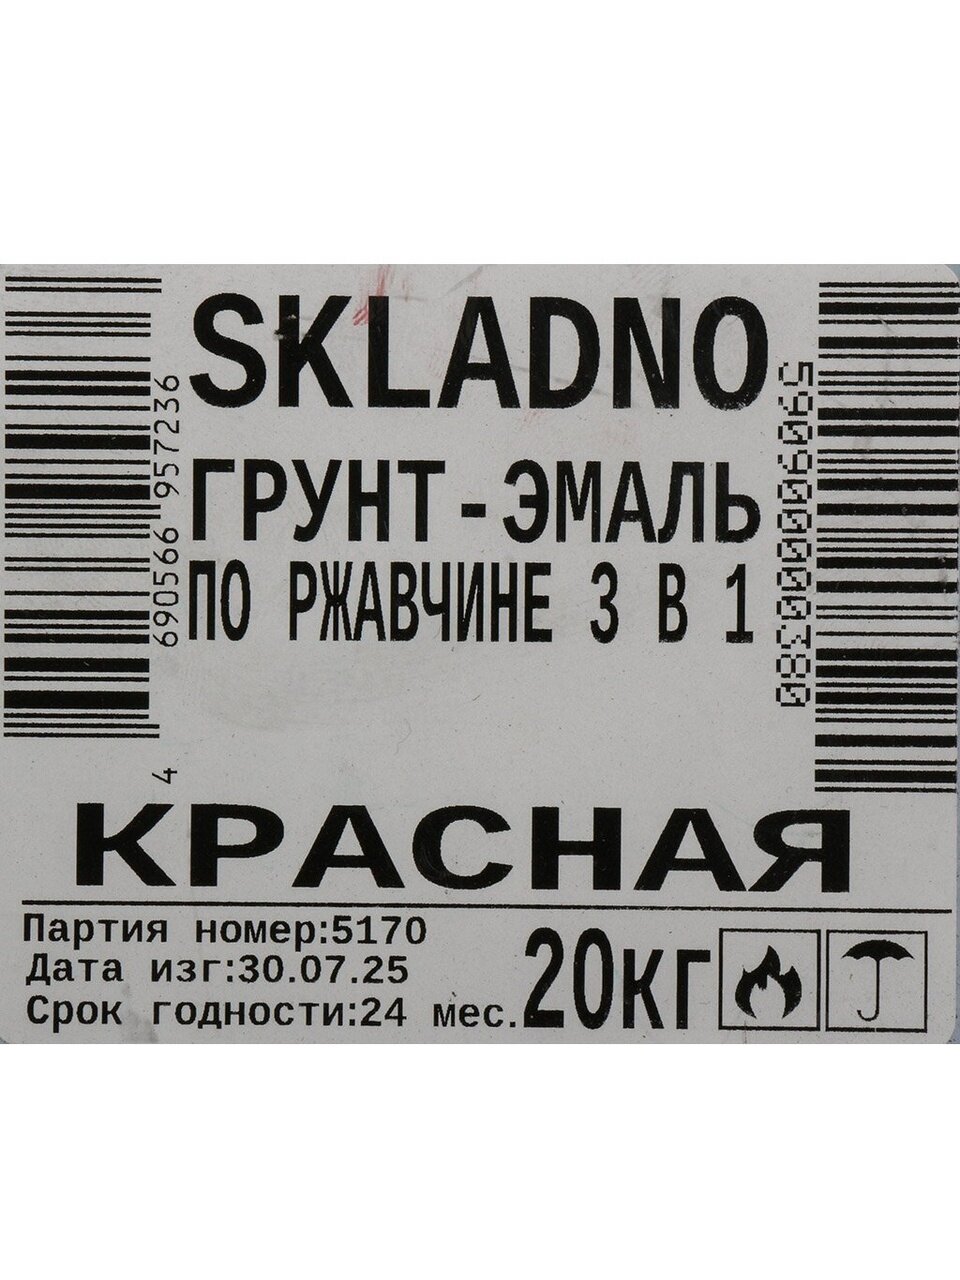 SKLADNO
ГРУНТ-ЭМАЛЬ
ПО РЖАВЧИНЕ 3 В 1
КРАСНАЯ
Партия номер:5170
Дата изг:30.07.25
Срок годности:24 мес.
20кг
4 690566 957236